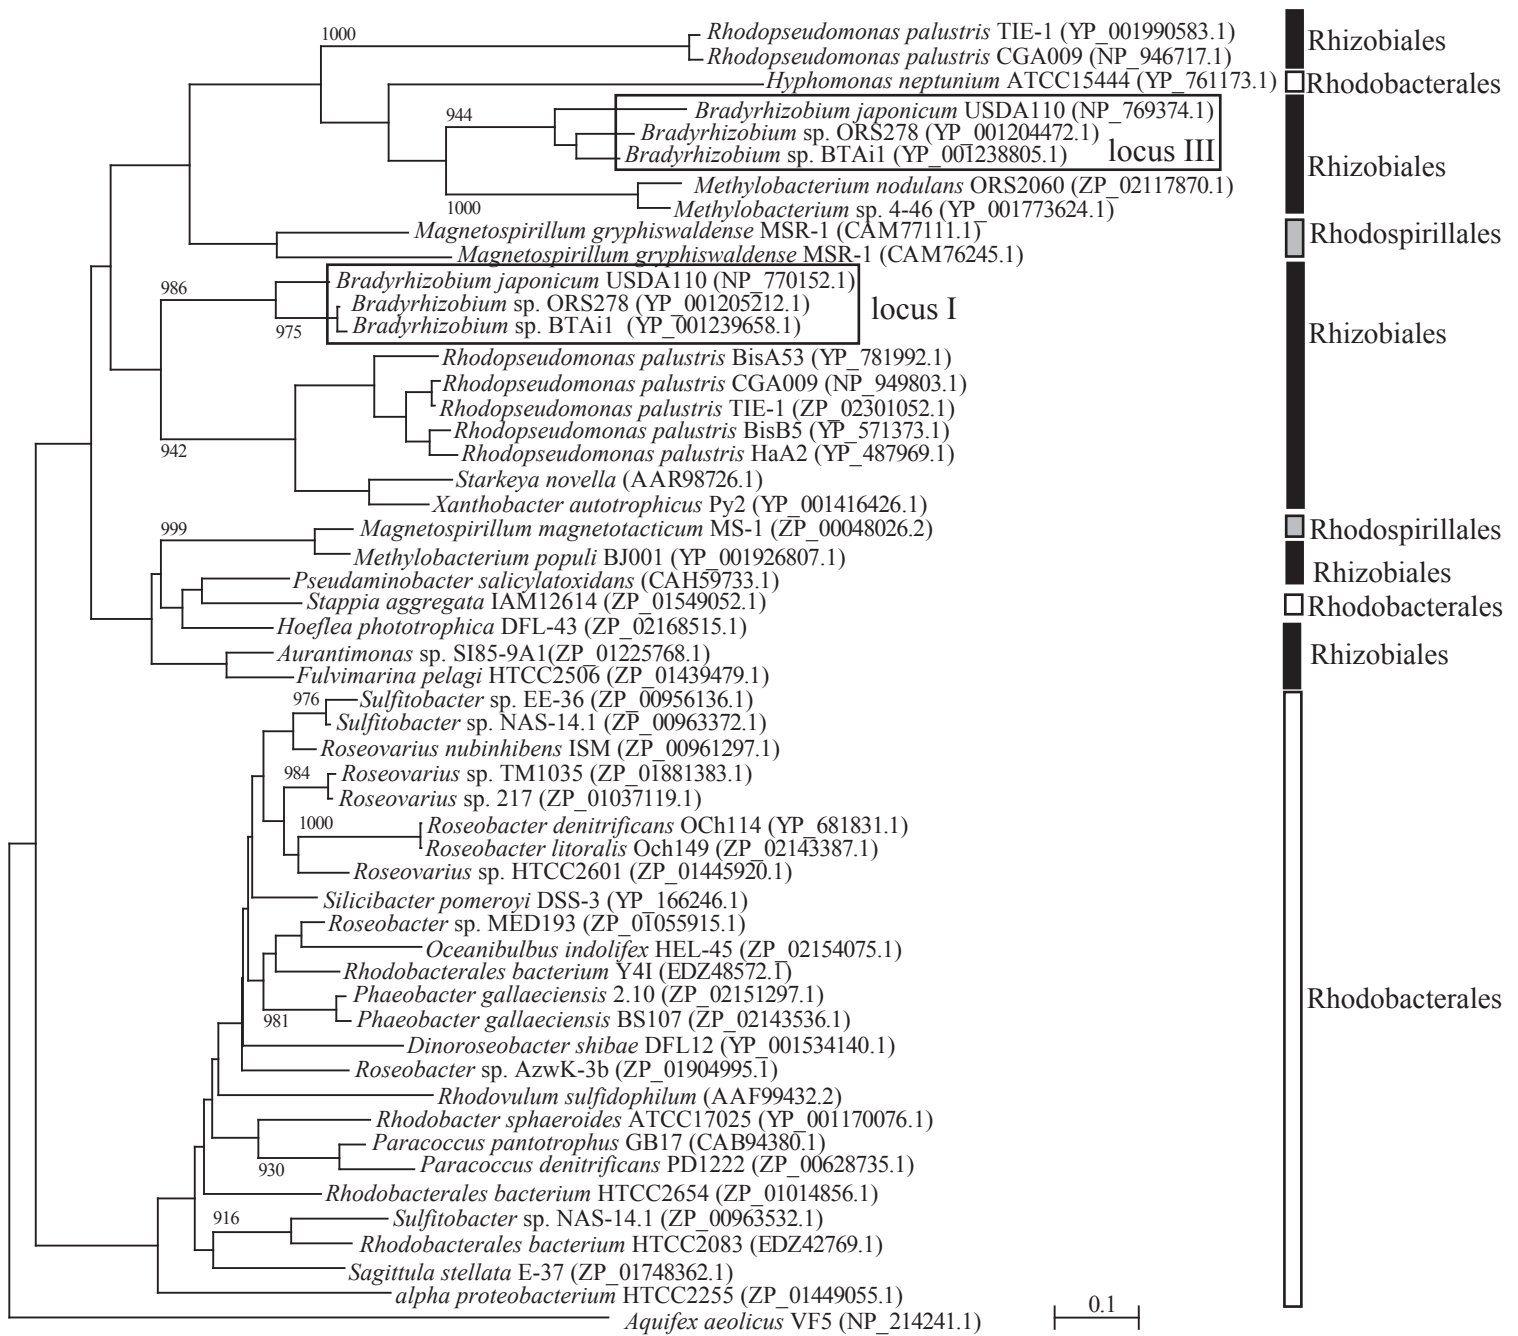 1000
Rhodopseudomonas palustris TIE-1 (YP_001990583.1)
Rhodopseudomonas palustris CGA009 (NP_946717.1)
Rhizobiales
Hyphomonas neptunium ATCC15444 (YP_761173.1)
Rhodobacterales
944
Bradyrhizobium japonicum USDA110 (NP_769374.1)
Bradyrhizobium sp. ORS278 (YP_001204472.1)
Bradyrhizobium sp. BTAi1 (YP_001238805.1)
locus III
Rhizobiales
Methylobacterium nodulans ORS2060 (ZP_02117870.1)
1000
Methylobacterium sp. 4-46 (YP_001773624.1)
Magnetospirillum gryphiswaldense MSR-1 (CAM77111.1)
Rhodospirillales
Magnetospirillum gryphiswaldense MSR-1 (CAM76245.1)
986
Bradyrhizobium japonicum USDA110 (NP_770152.1)
Bradyrhizobium sp. ORS278 (YP_001205212.1)
locus I
975
Bradyrhizobium sp. BTAi1 (YP_001239658.1)
Rhizobiales
Rhodopseudomonas palustris BisA53 (YP_781992.1)
Rhodopseudomonas palustris CGA009 (NP_949803.1)
Rhodopseudomonas palustris TIE-1 (ZP_02301052.1)
Rhodopseudomonas palustris BisB5 (YP_571373.1)
942
Rhodopseudomonas palustris HaA2 (YP_487969.1)
Starkeya novella (AAR98726.1)
Xanthobacter autotrophicus Py2 (YP_001416426.1)
999
Magnetospirillum magnetotacticum MS-1 (ZP_00048026.2)
Rhodospirillales
Methylobacterium populi BJ001 (YP_001926807.1)
Rhizobiales
Pseudaminobacter salicylatoxidans (CAH59733.1)
Stappia aggregata IAM12614 (ZP_01549052.1)
Rhodobacterales
Hoeflea phototrophica DFL-43 (ZP_02168515.1)
Aurantimonas sp. SI85-9A1(ZP_01225768.1)
Rhizobiales
Fulvimarina pelagi HTCC2506 (ZP_01439479.1)
976
Sulfitobacter sp. EE-36 (ZP_00956136.1)
Sulfitobacter sp. NAS-14.1 (ZP_00963372.1)
Roseovarius nubinhibens ISM (ZP_00961297.1)
984
Roseovarius sp. TM1035 (ZP_01881383.1)
Roseovarius sp. 217 (ZP_01037119.1)
1000
Roseobacter denitrificans OCh114 (YP_681831.1)
Roseobacter litoralis Och149 (ZP_02143387.1)
Roseovarius sp. HTCC2601 (ZP_01445920.1)
Silicibacter pomeroyi DSS-3 (YP_166246.1)
Roseobacter sp. MED193 (ZP_01055915.1)
Oceanibulbus indolifex HEL-45 (ZP_02154075.1)
Rhodobacterales bacterium Y4I (EDZ48572.1)
Phaeobacter gallaeciensis 2.10 (ZP_02151297.1)
Rhodobacterales
981
Phaeobacter gallaeciensis BS107 (ZP_02143536.1)
Dinoroseobacter shibae DFL12 (YP_001534140.1)
Roseobacter sp. AzwK-3b (ZP_01904995.1)
Rhodovulum sulfidophilum (AAF99432.2)
Rhodobacter sphaeroides ATCC17025 (YP_001170076.1)
Paracoccus pantotrophus GB17 (CAB94380.1)
930
Paracoccus denitrificans PD1222 (ZP_00628735.1)
Rhodobacterales bacterium HTCC2654 (ZP_01014856.1)
916
Sulfitobacter sp. NAS-14.1 (ZP_00963532.1)
Rhodobacterales bacterium HTCC2083 (EDZ42769.1)
Sagittula stellata E-37 (ZP_01748362.1)
alpha proteobacterium HTCC2255 (ZP_01449055.1)
0.1
Aquifex aeolicus VF5 (NP_214241.1)